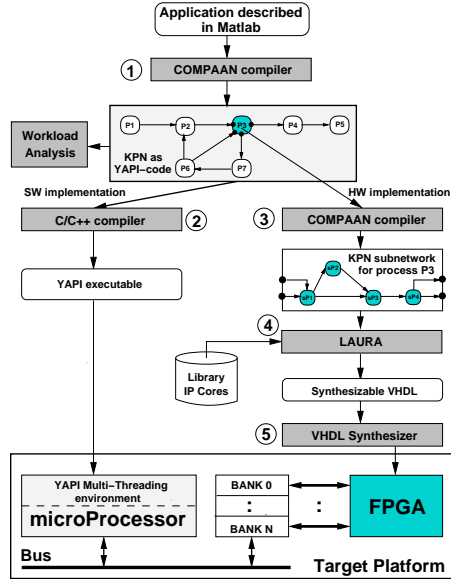 Application described
in Matlab
1
COMPAAN compiler
P1
P2
P3
P4
P5
Workload
Analysis
KPN as
YAPI-code
P6
P7
SW implementation
HW implementation
C/C++ compiler
2
3
COMPAAN compiler
KPN subnetwork
for process P3
YAPI executable
sP1
sP2
sP3
sP4
4
LAURA
Library
IP Cores
Synthesizable VHDL
5
VHDL Synthesizer
YAPI Multi-Threading
environment
microProcessor
BANK 0
:
:
:
BANK N
FPGA
Bus
Target Platform